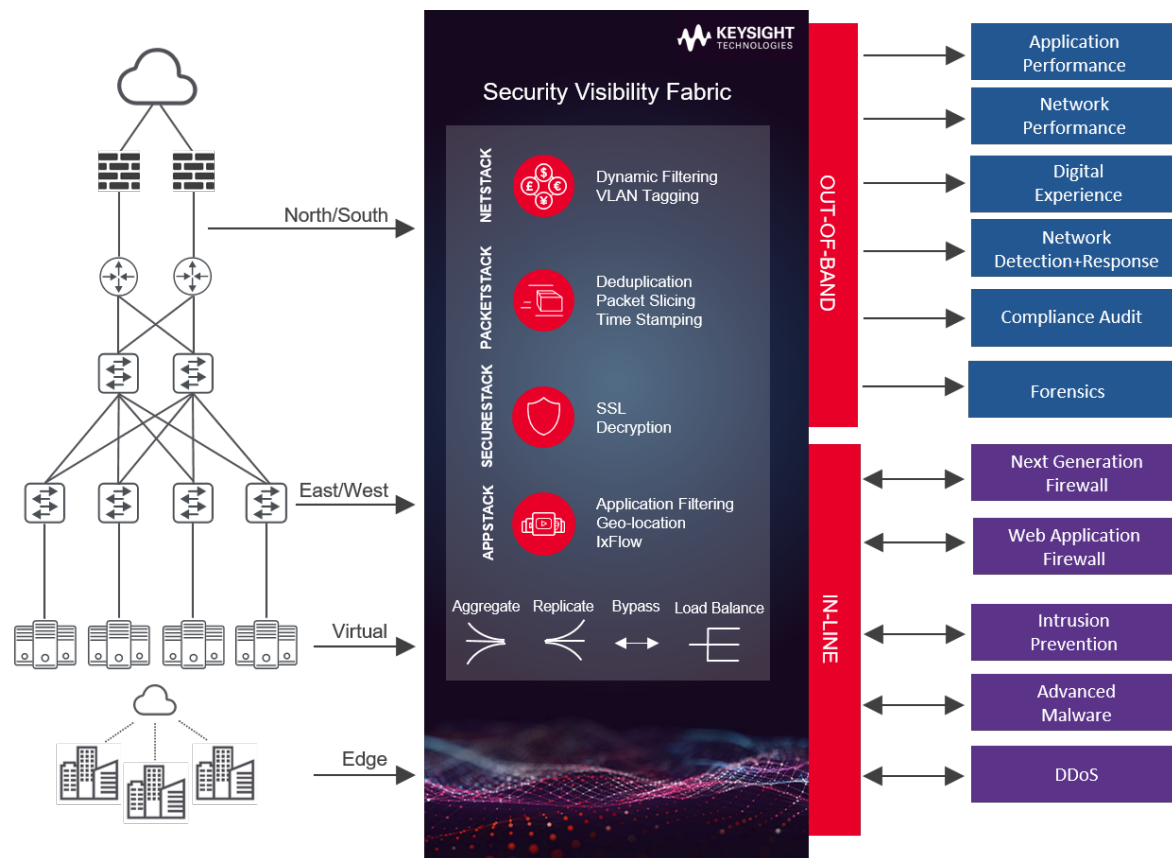 KEYSIGHT
TECHNOLOGIES
Security Visibility Fabric
North/South
East/West
Virtual
Edge
NETSTACK
$
£
€
¥
Dynamic Filtering
VLAN Tagging
PACKETSTACK
Deduplication
Packet Slicing
Time Stamping
SECURESTACK
SSL
Decryption
APPSTACK
Application Filtering
Geo-location
IxFlow
Aggregate
Replicate
Bypass
Load Balance
OUT-OF-BAND
Application
Performance
Network
Performance
Digital
Experience
Network
Detection+Response
Compliance Audit
Forensics
IN-LINE
Next Generation
Firewall
Web Application
Firewall
Intrusion
Prevention
Advanced
Malware
DDoS